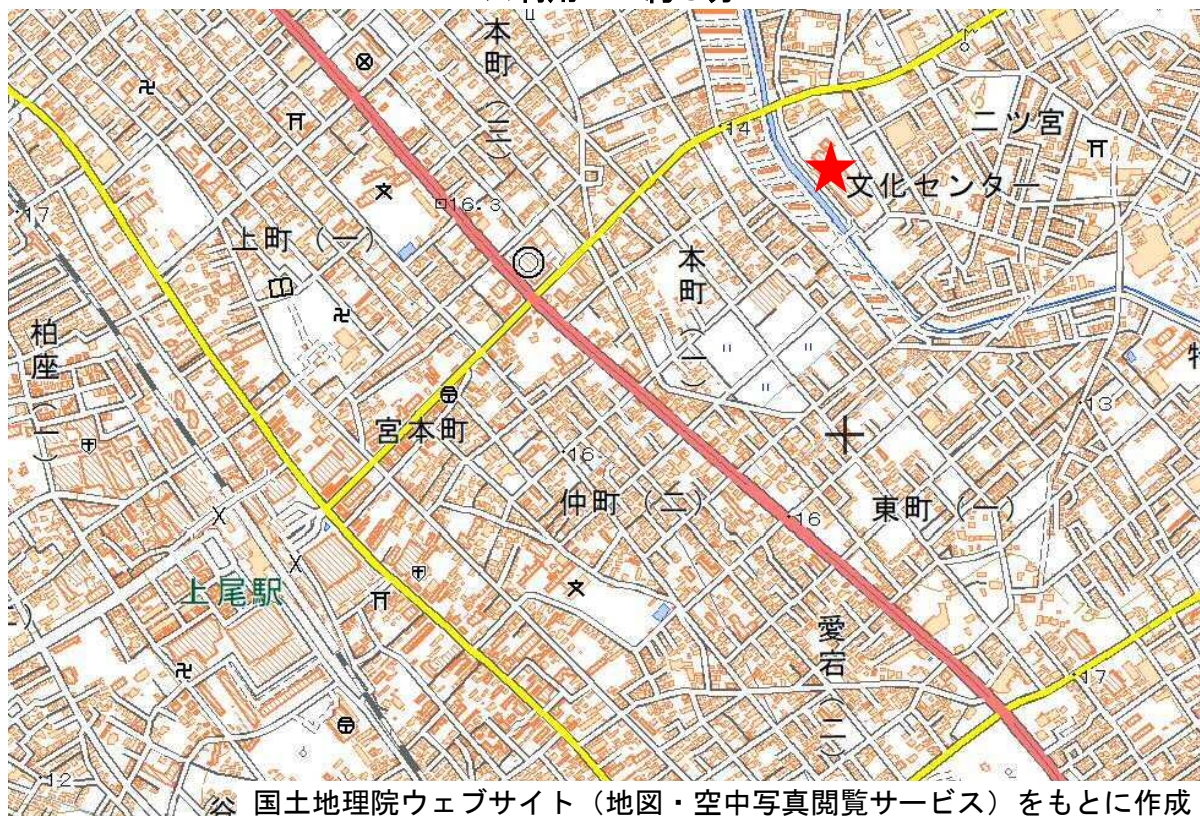 本町（三）
二ツ宮
14
文化センター
17
16.3
上町（一）
本町（一）
柏座（一）
宮本町
13
16
仲町（二）
16
東町（一）
上尾駅
愛宕（二）
17
12
谷
国土地理院ウェブサイト（地図・空中写真閲覧サービス）をもとに作成